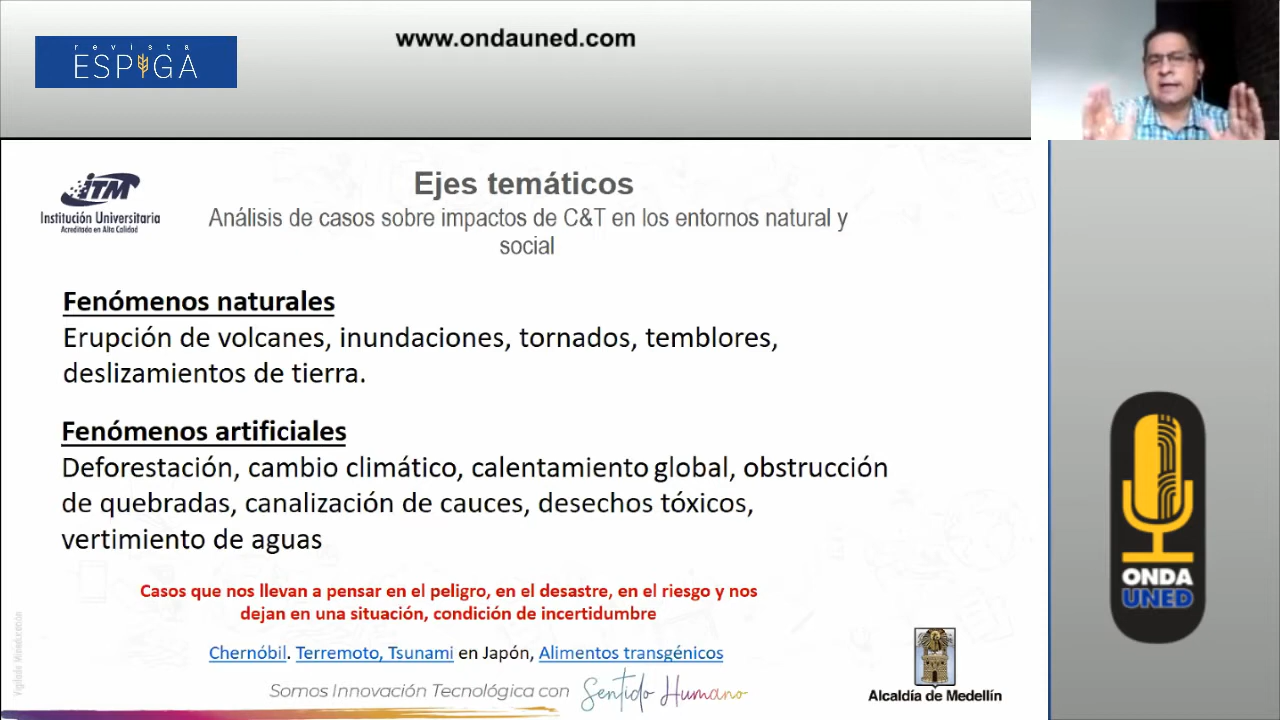 www.ondauned.com
revista
ESPIGA
iTM
Institución Universitaria
Acreditada en Alta Calidad
Ejes temáticos
Análisis de casos sobre impactos de C&T en los entornos natural y
social
Fenómenos naturales
Erupción de volcanes, inundaciones, tornados, temblores,
deslizamientos de tierra.
Fenómenos artificiales
Deforestación, cambio climático, calentamiento global, obstrucción
de quebradas, canalización de cauces, desechos tóxicos,
vertimiento de aguas
Casos que nos llevan a pensar en el peligro, en el desastre, en el riesgo y nos
dejan en una situación, condición de incertidumbre
Chernóbil. Terremoto, Tsunami en Japón, Alimentos transgénicos
Somos Innovación Tecnológica con Sentido Humano
Alcaldía de Medellín
Vigilada Mineducación
ONDA
UNED